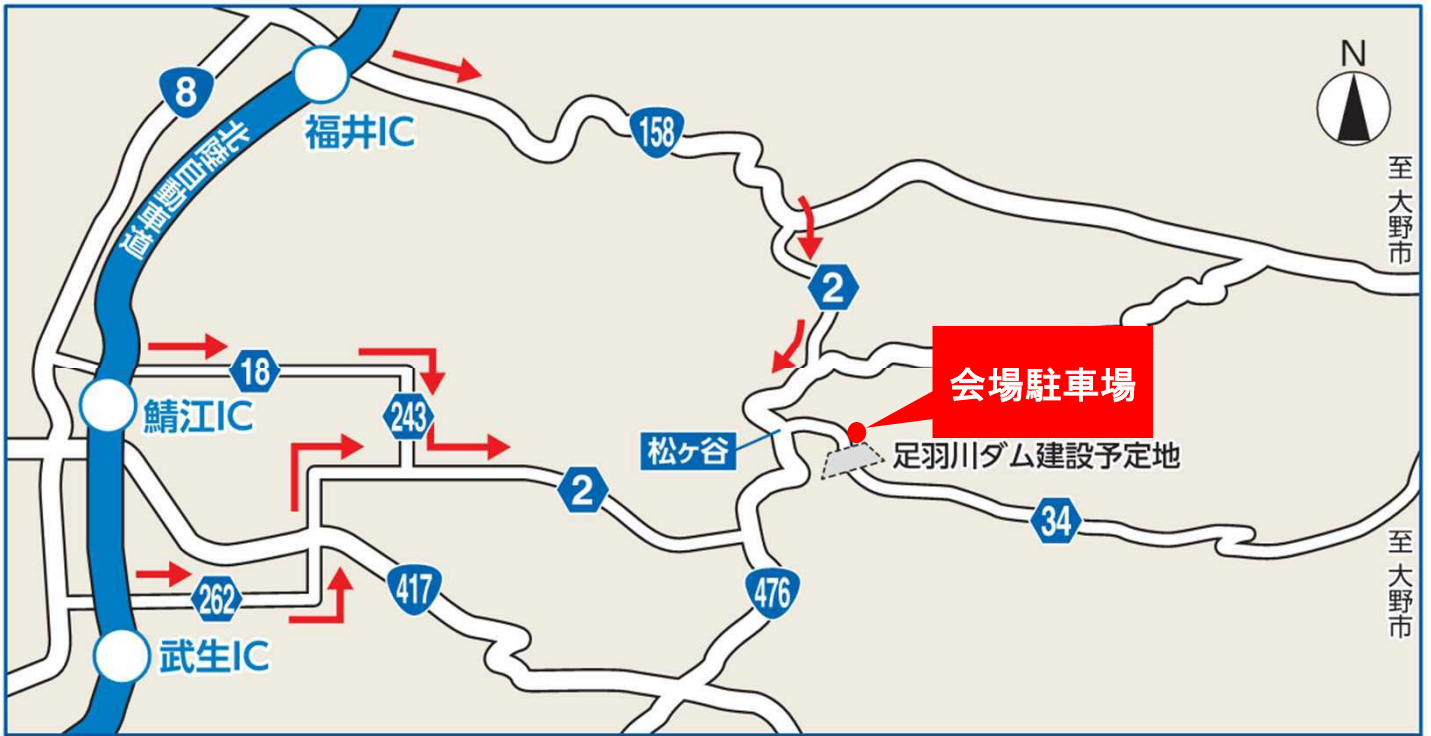 N
8
福井IC
158
北陸自動車道
至 大野市
2
会場駐車場
18
鯖江IC
243
松ヶ谷
足羽川ダム建設予定地
2
34
至 大野市
262
417
476
武生IC